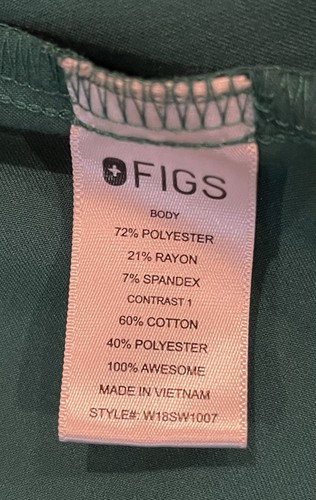 FIGS
BODY
72% POLYESTER
21% RAYON
7% SPANDEX
CONTRAST 1
60% COTTON
40% POLYESTER
100% AWESOME
MADE IN VIETNAM
STYLE#: W18SW1007